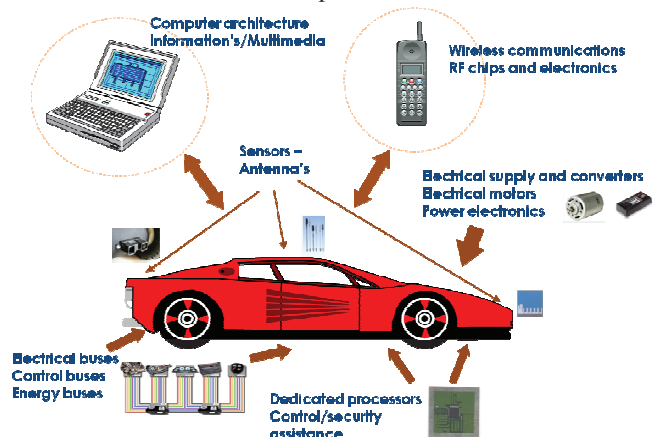 Computer architecture
Information's/Multimedia
Wireless communications
RF chips and electronics
Sensors –
Antenna's
Electrical supply and converters
Electrical motors
Power electronics
Electrical buses
Control buses
Energy buses
Dedicated processors
Control/security
assistance